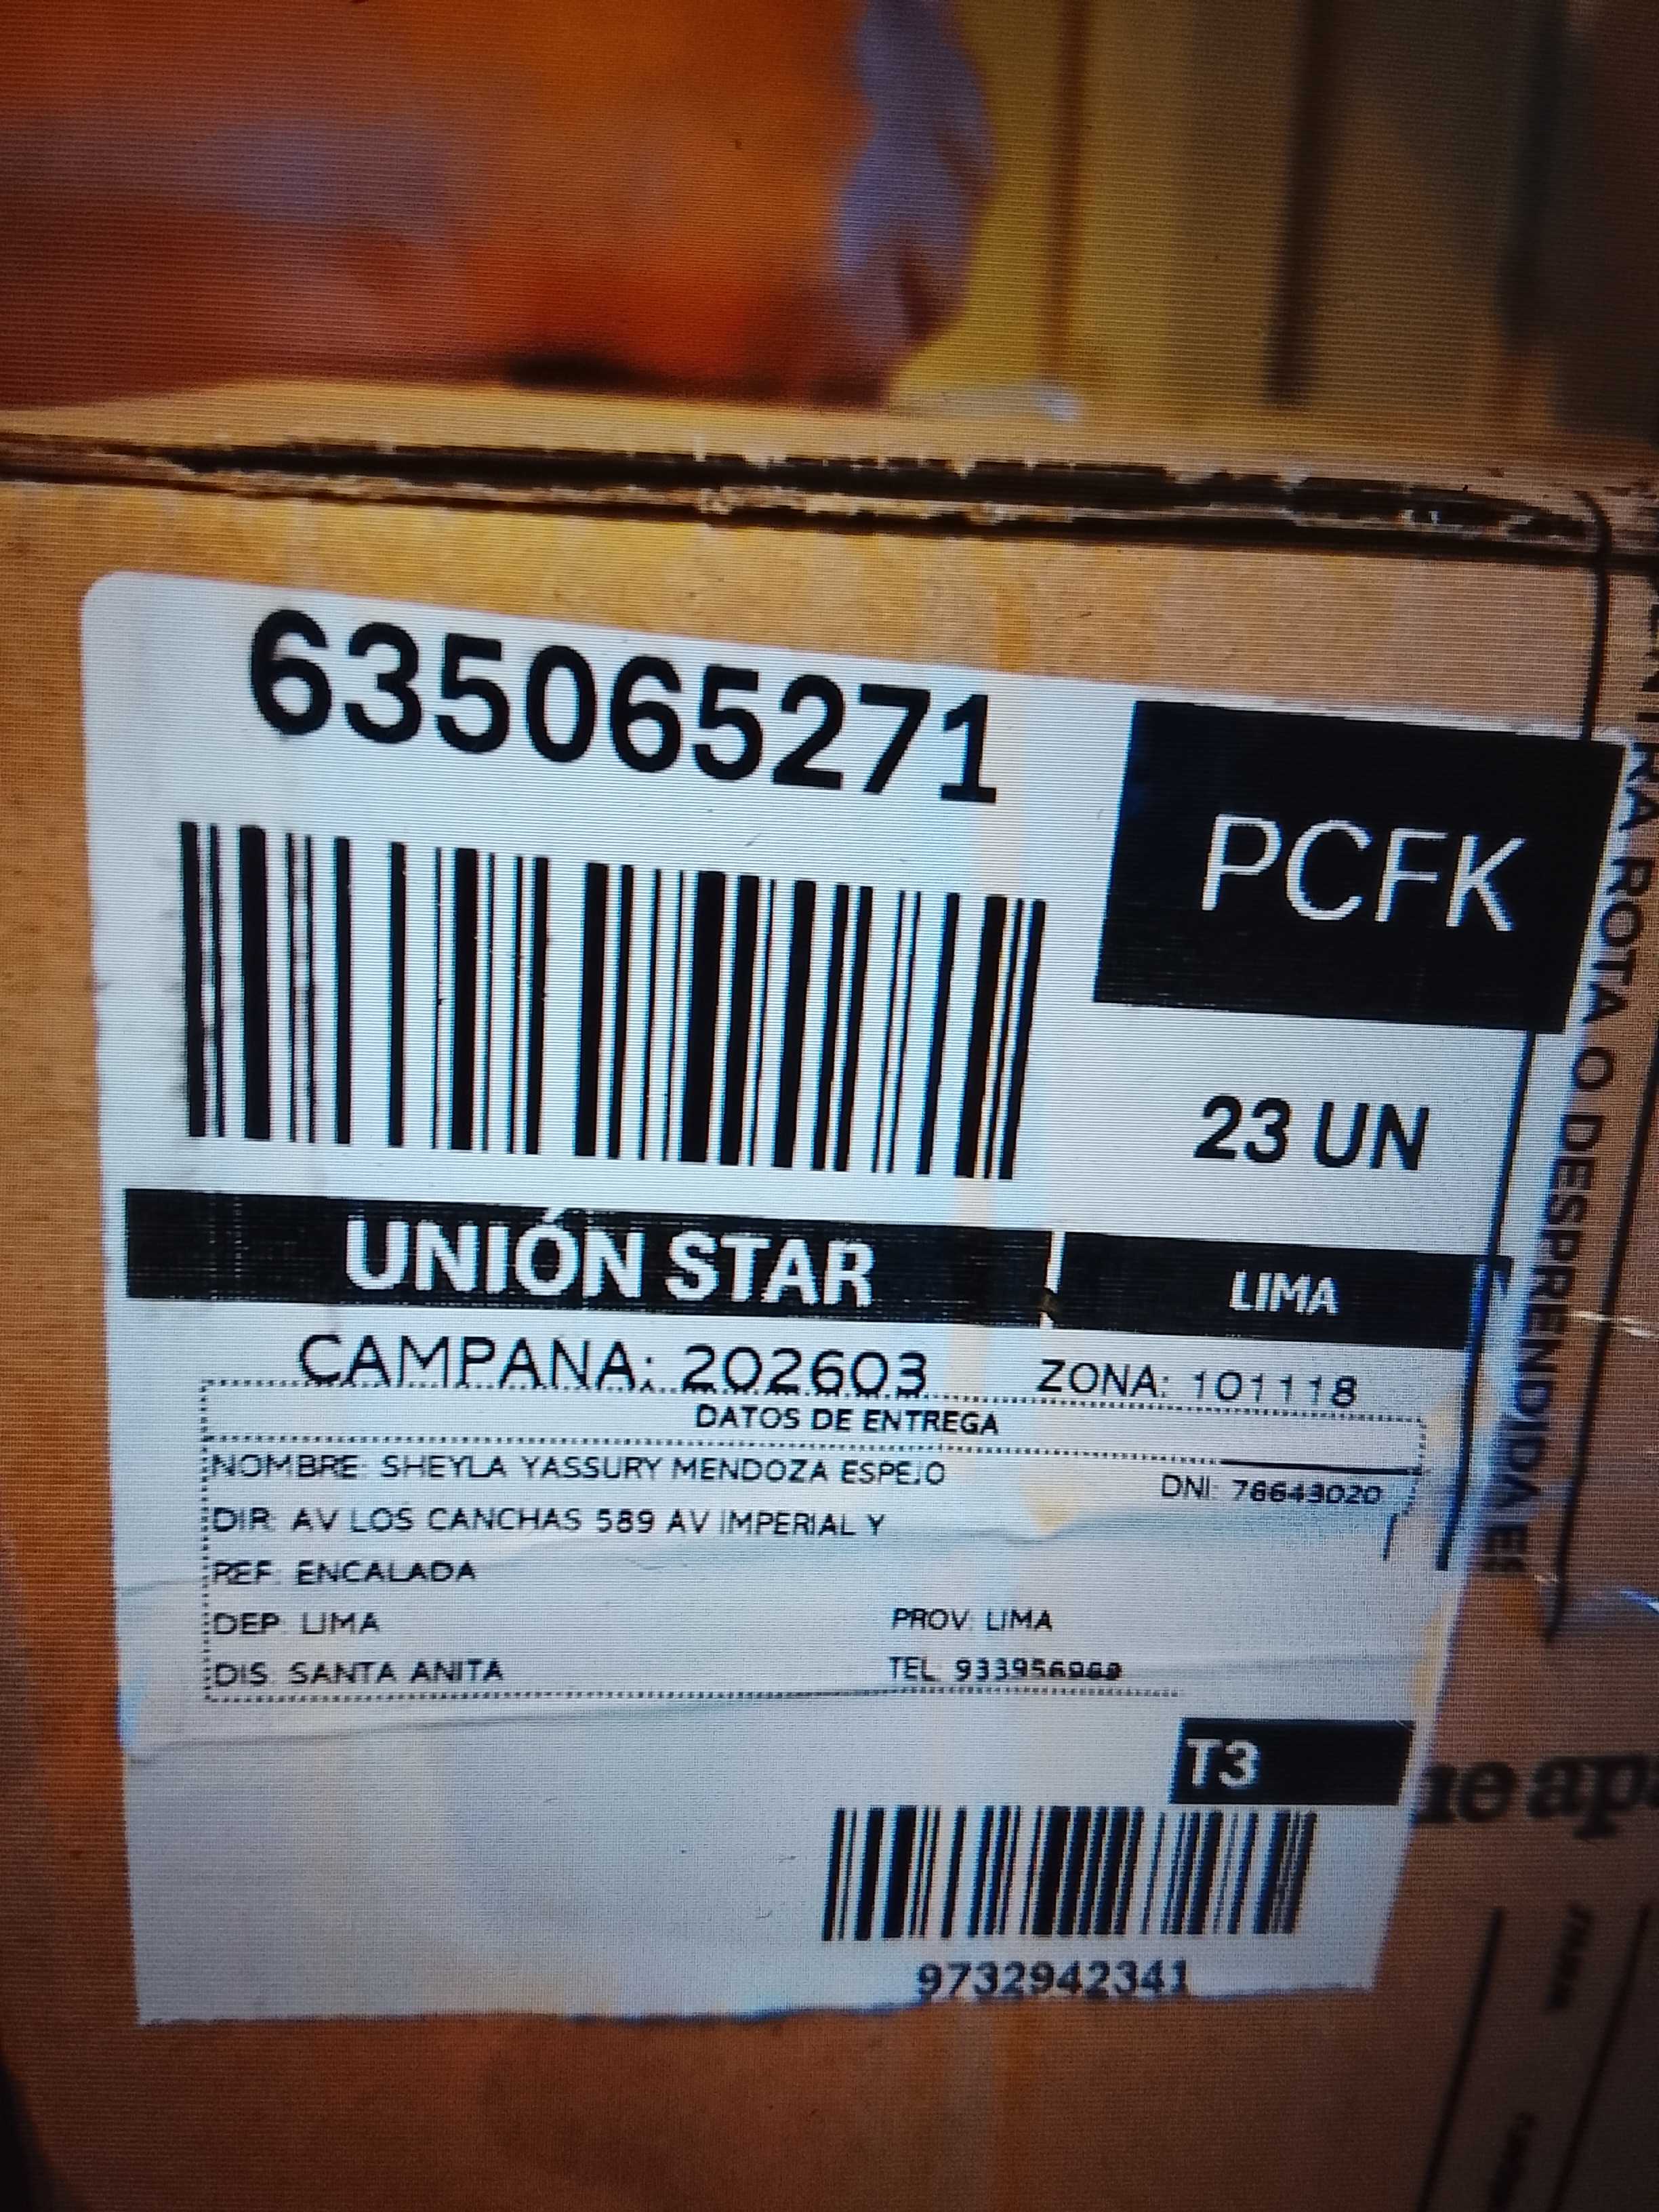 635065271
PCFK
23 UN
UNIÓN STAR
LIMA
CAMPANA: 202603
ZONA: 101118
DATOS DE ENTREGA
NOMBRE: SHEYLA YASSURY MENDOZA ESPEJO
DNI: 76643020
DIR: AV LOS CANCHAS 589 AV IMPERIAL Y
REF: ENCALADA
DEP: LIMA
PROV: LIMA
DIS: SANTA ANITA
TEL:
T3
9732942341
ROTA O DESPRENDIDA